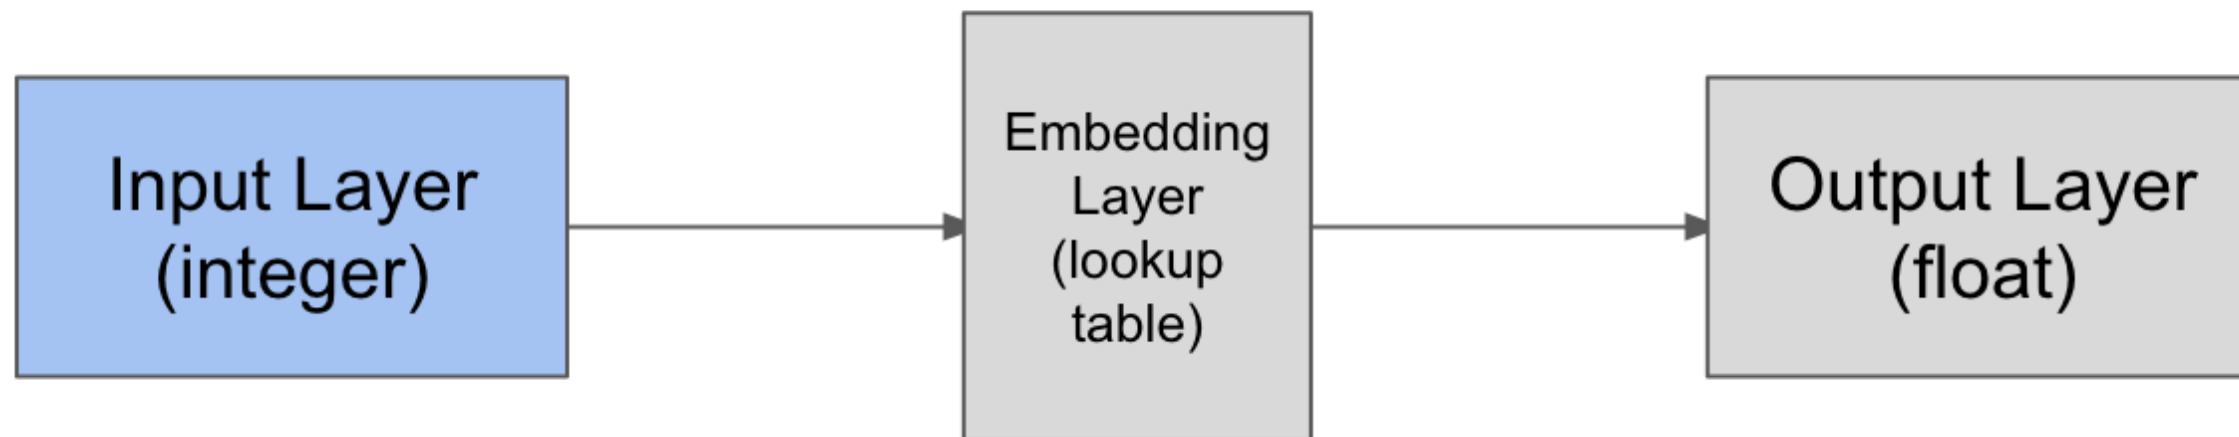 Input Layer
(integer)
Embedding
Layer
(lookup
table)
Output Layer
(float)